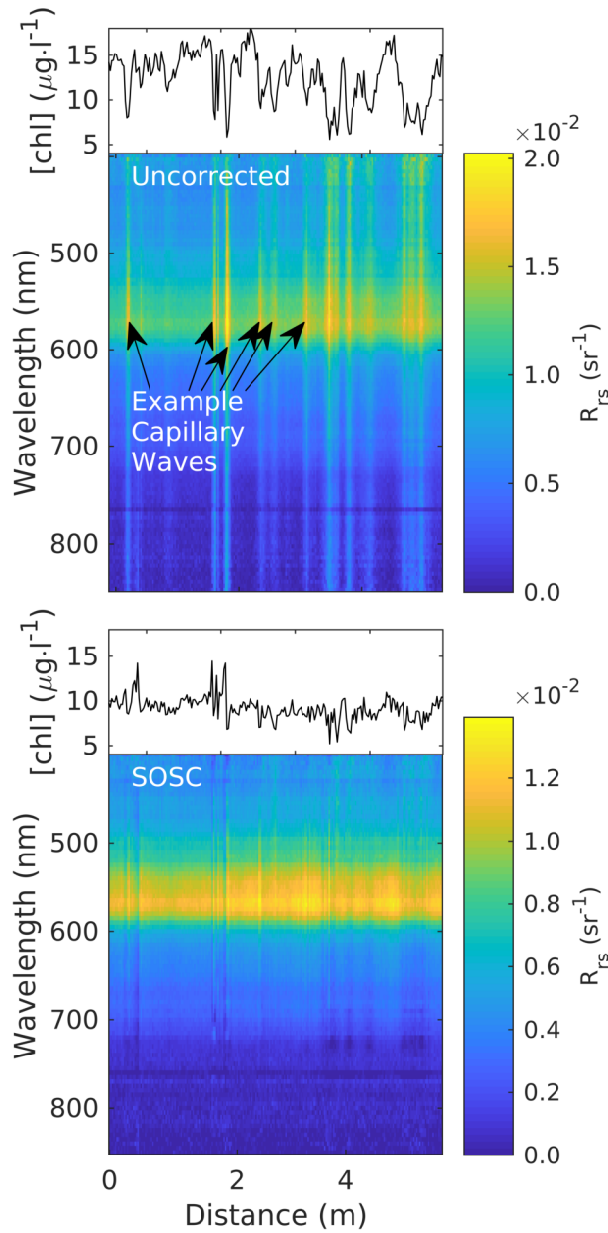 [chl] (μg·l⁻¹)
15
10
5
×10⁻²
Uncorrected
Wavelength (nm)
500
600
700
800
Example
Capillary
Waves
2.0
1.5
1.0
0.5
0.0
Rrs (sr⁻¹)
[chl] (μg·l⁻¹)
15
10
5
×10⁻²
SOSC
Wavelength (nm)
500
600
700
800
1.2
1.0
0.8
0.6
0.4
0.2
0.0
Rrs (sr⁻¹)
0 2 4
Distance (m)